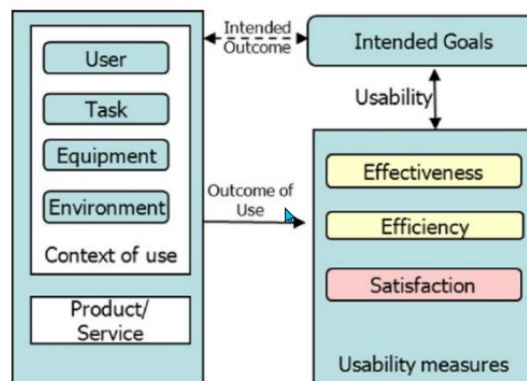 User
Task
Equipment
Environment
Context of use
Product/
Service
Intended
Outcome
Outcome of
Use
Intended Goals
Usability
Effectiveness
Efficiency
Satisfaction
Usability measures